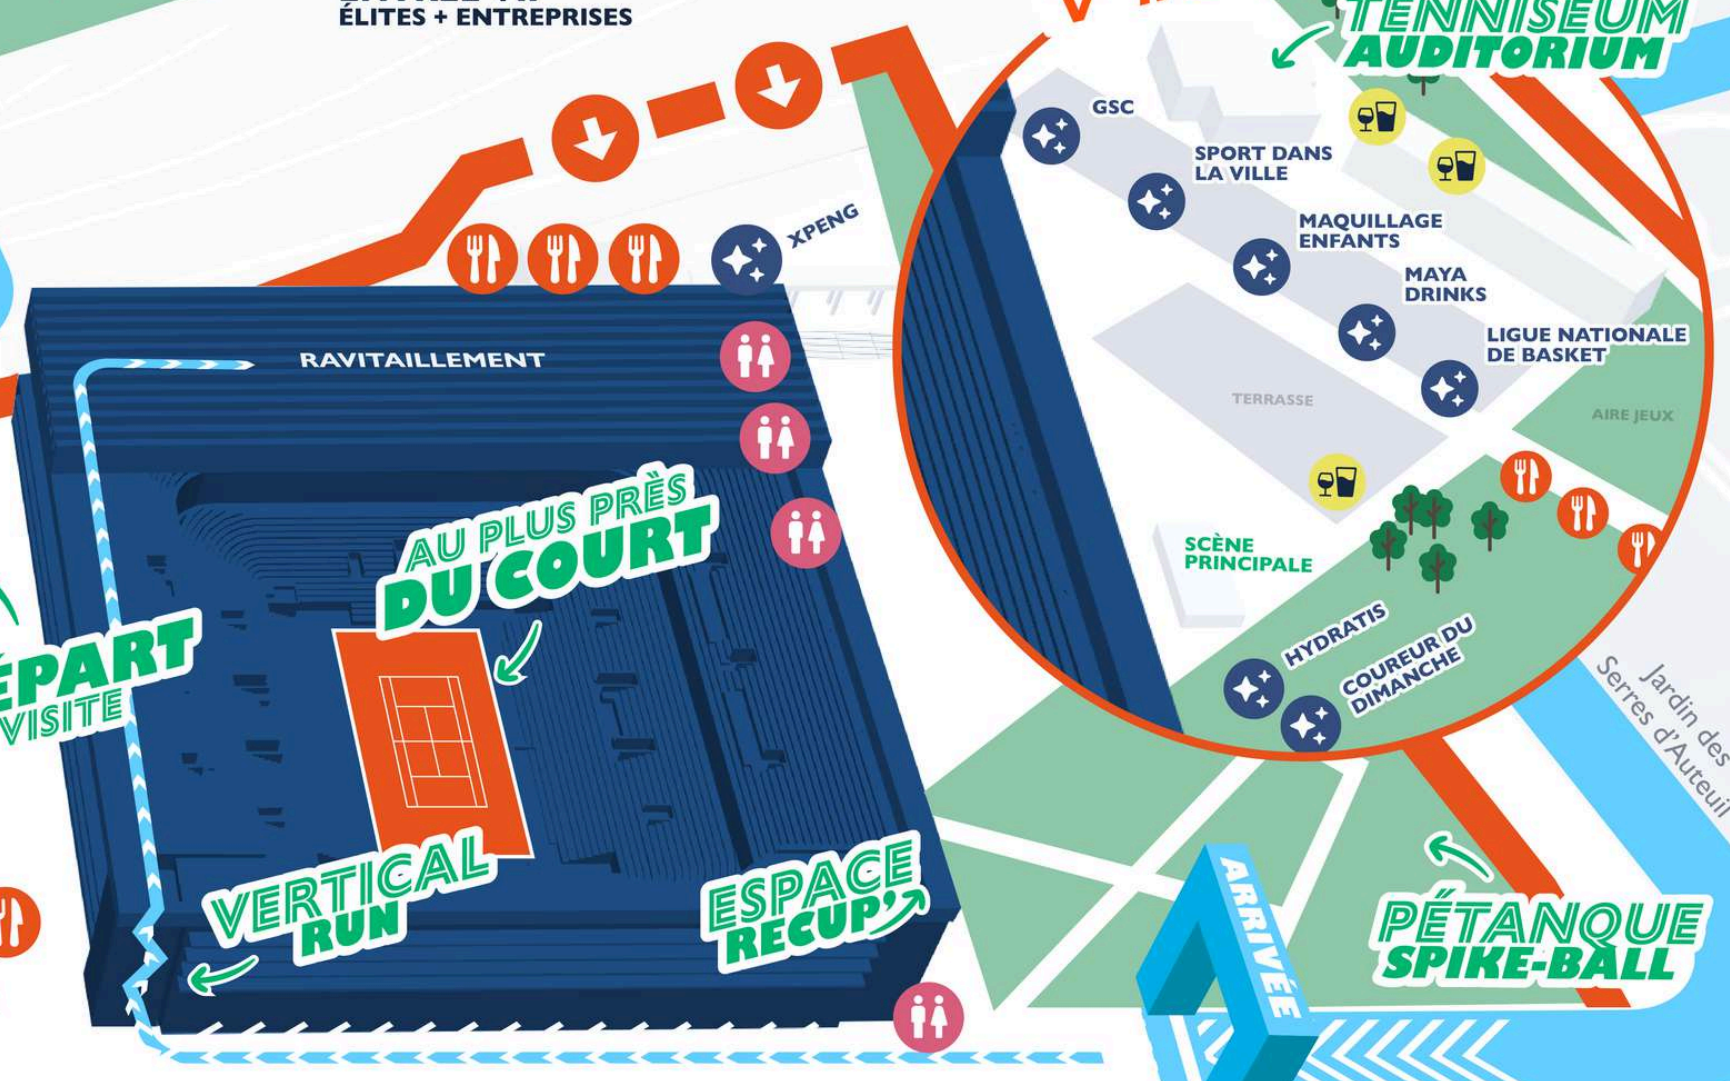 ÉLITES + ENTREPRISES
TENNISEUM
AUDITORIUM
GSC
SPORT DANS
LA VILLE
MAQUILLAGE
ENFANTS
MAYA
DRINKS
LIGUE NATIONALE
DE BASKET
XPENG
RAVITAILLEMENT
TERRASSE
AIRE JEUX
AU PLUS PRÈS
DU COURT
SCÈNE
PRINCIPALE
HYDRATIS
COUREUR DU
DIMANCHE
ÉPART
VISITE
Jardin des
Serres d'Auteuil
VERTICAL
RUN
ESPACE
RECUP'
ARRIVÉE
PÉTANQUE
SPIKE-BALL